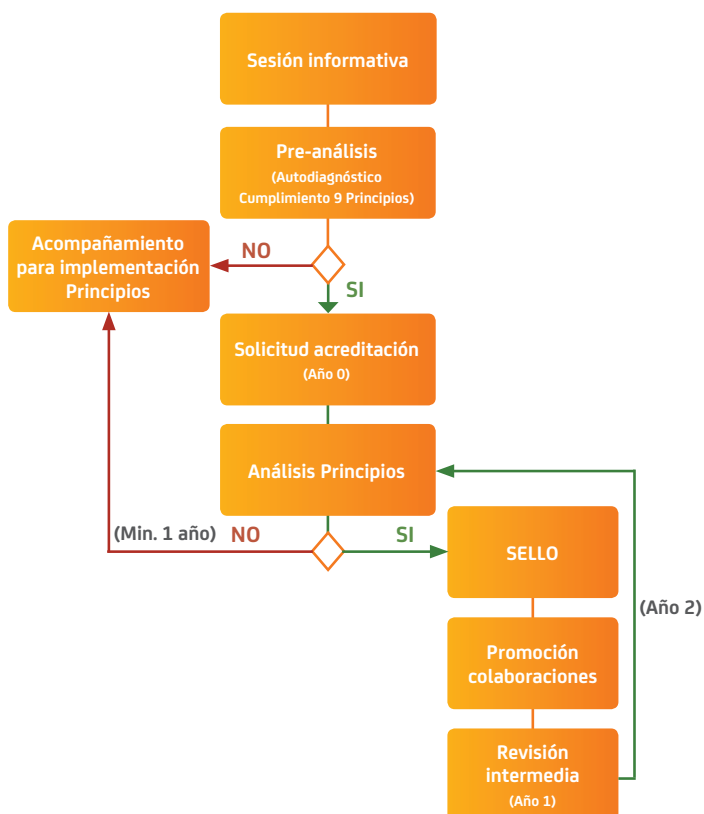 Sesión informativa
Pre-análisis
(Autodiagnóstico
Cumplimiento 9 Principios)
Acompañamiento
para implementación
Principios
NO
SI
Solicitud acreditación
(Año 0)
Análisis Principios
(Min. 1 año)
NO
SI
SELLO
(Año 2)
Promoción
colaboraciones
Revisión
intermedia
(Año 1)